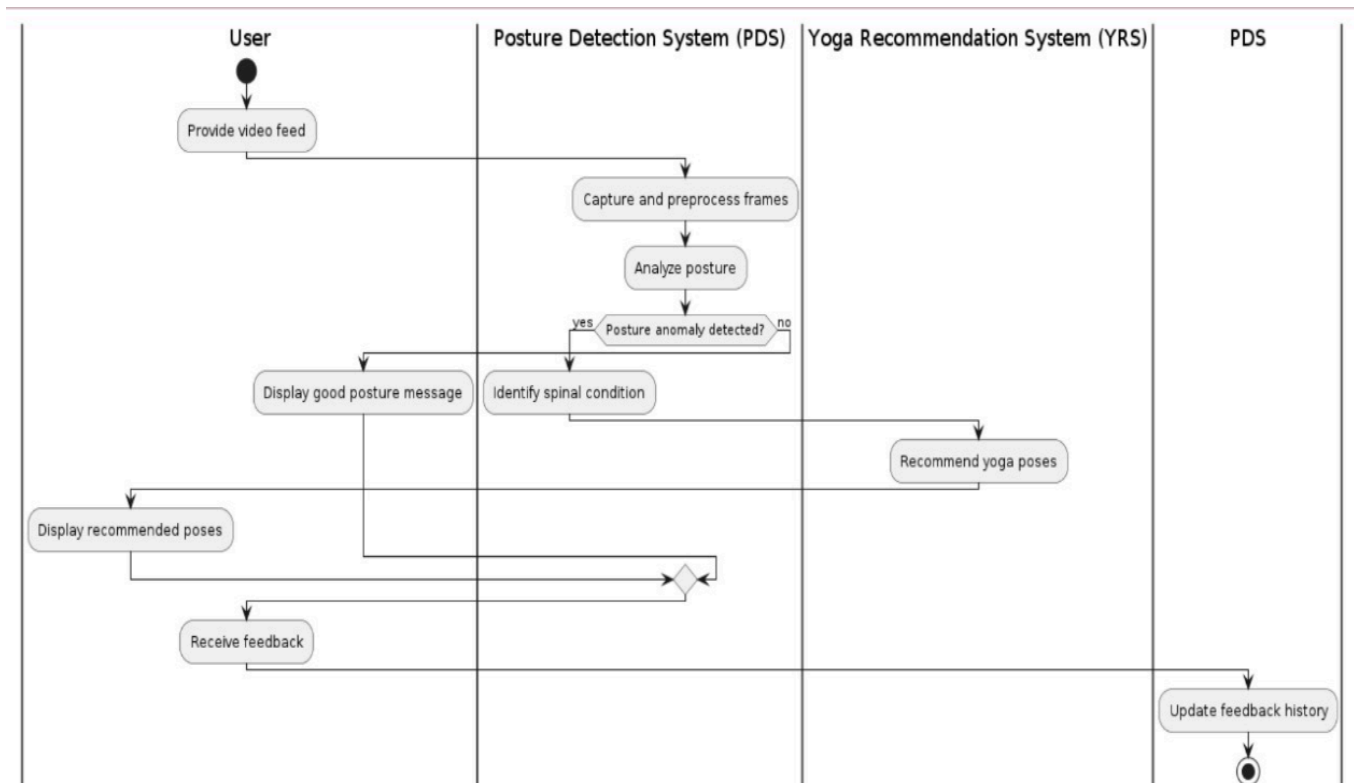 User
Posture Detection System (PDS)
Yoga Recommendation System (YRS)
PDS
Provide video feed
Capture and preprocess frames
Analyze posture
yes
Posture anomaly detected?
no
Display good posture message
Identify spinal condition
Recommend yoga poses
Display recommended poses
Receive feedback
Update feedback history